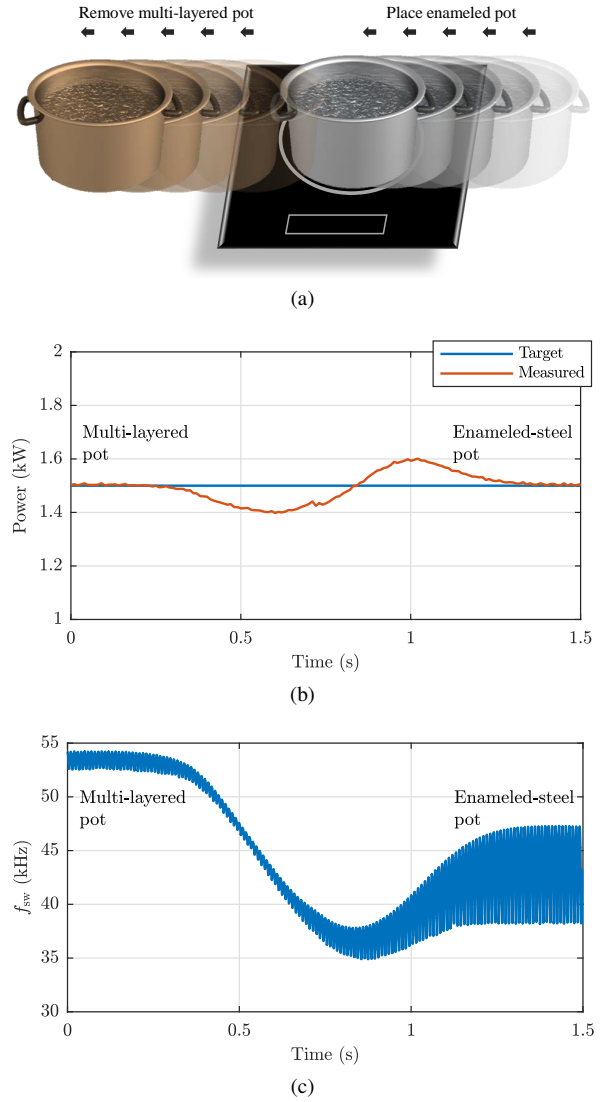 Remove multi-layered pot Place enameled pot
(a)
2
1.8
1.6
1.4
1.2
1
Power (kW)
Target
Measured
Multi-layered
pot
Enameled-steel
pot
0 0.5 1 1.5
Time (s)
(b)
55
50
45
40
35
30
fsw (kHz)
Multi-layered
pot
Enameled-steel
pot
0 0.5 1 1.5
Time (s)
(c)